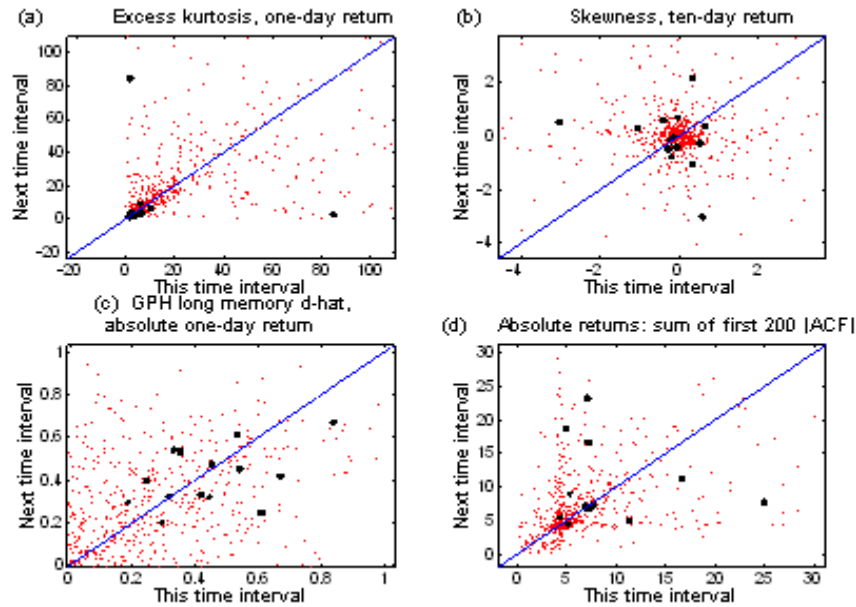 (a) Excess kurtosis, one-day return
100
80
60
40
20
0
-20
Next time interval
-20 0 20 40 60 80 100
This time interval
(b) Skewness, ten-day return
2
0
-2
-4
Next time interval
-4 -2 0 2
This time interval
(c) GPH long memory d-hat,
absolute one-day return
1
0.8
0.6
0.4
0.2
0
Next time interval
0 0.2 0.4 0.6 0.8 1
This time interval
(d) Absolute returns: sum of first 200 |ACF|
30
25
20
15
10
5
0
Next time interval
0 5 10 15 20 25 30
This time interval